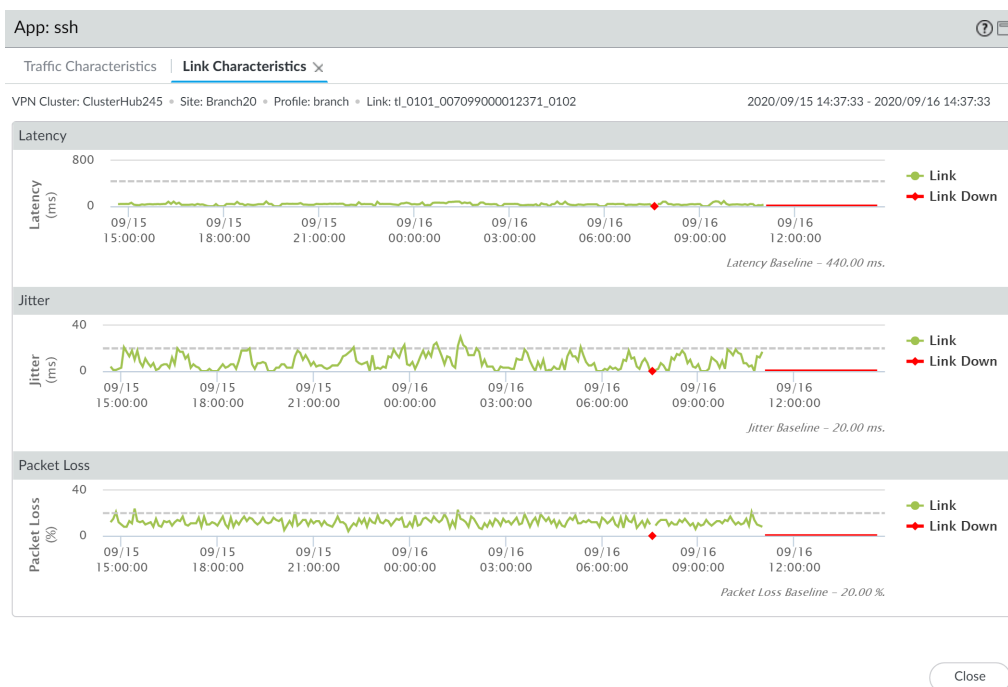 App: ssh
Traffic Characteristics | Link Characteristics
VPN Cluster: ClusterHub245 • Site: Branch20 • Profile: branch • Link: tl_0101_007099000012371_0102
2020/09/15 14:37:33 - 2020/09/16 14:37:33
Latency
Latency
(ms)
800
0
09/15 09/15 09/15 09/16 09/16 09/16 09/16 09/16
15:00:00 18:00:00 21:00:00 00:00:00 03:00:00 06:00:00 09:00:00 12:00:00
Link
Link Down
Latency Baseline – 440.00 ms.
Jitter
Jitter
(ms)
40
0
09/15 09/15 09/15 09/16 09/16 09/16 09/16 09/16
15:00:00 18:00:00 21:00:00 00:00:00 03:00:00 06:00:00 09:00:00 12:00:00
Link
Link Down
Jitter Baseline – 20.00 ms.
Packet Loss
Packet Loss
(%)
40
0
09/15 09/15 09/15 09/16 09/16 09/16 09/16 09/16
15:00:00 18:00:00 21:00:00 00:00:00 03:00:00 06:00:00 09:00:00 12:00:00
Link
Link Down
Packet Loss Baseline – 20.00 %.
Close